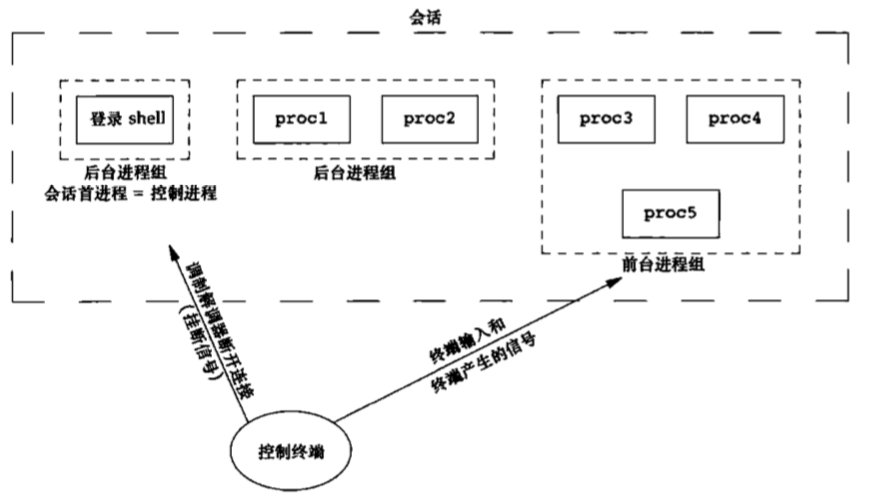 会话
登录 shell
proc1
proc2
proc3
proc4
proc5
后台进程组
会话首进程 = 控制进程
后台进程组
前台进程组
调制解调器断开连接
(挂断信号)
终端输入和
终端产生的信号
控制终端